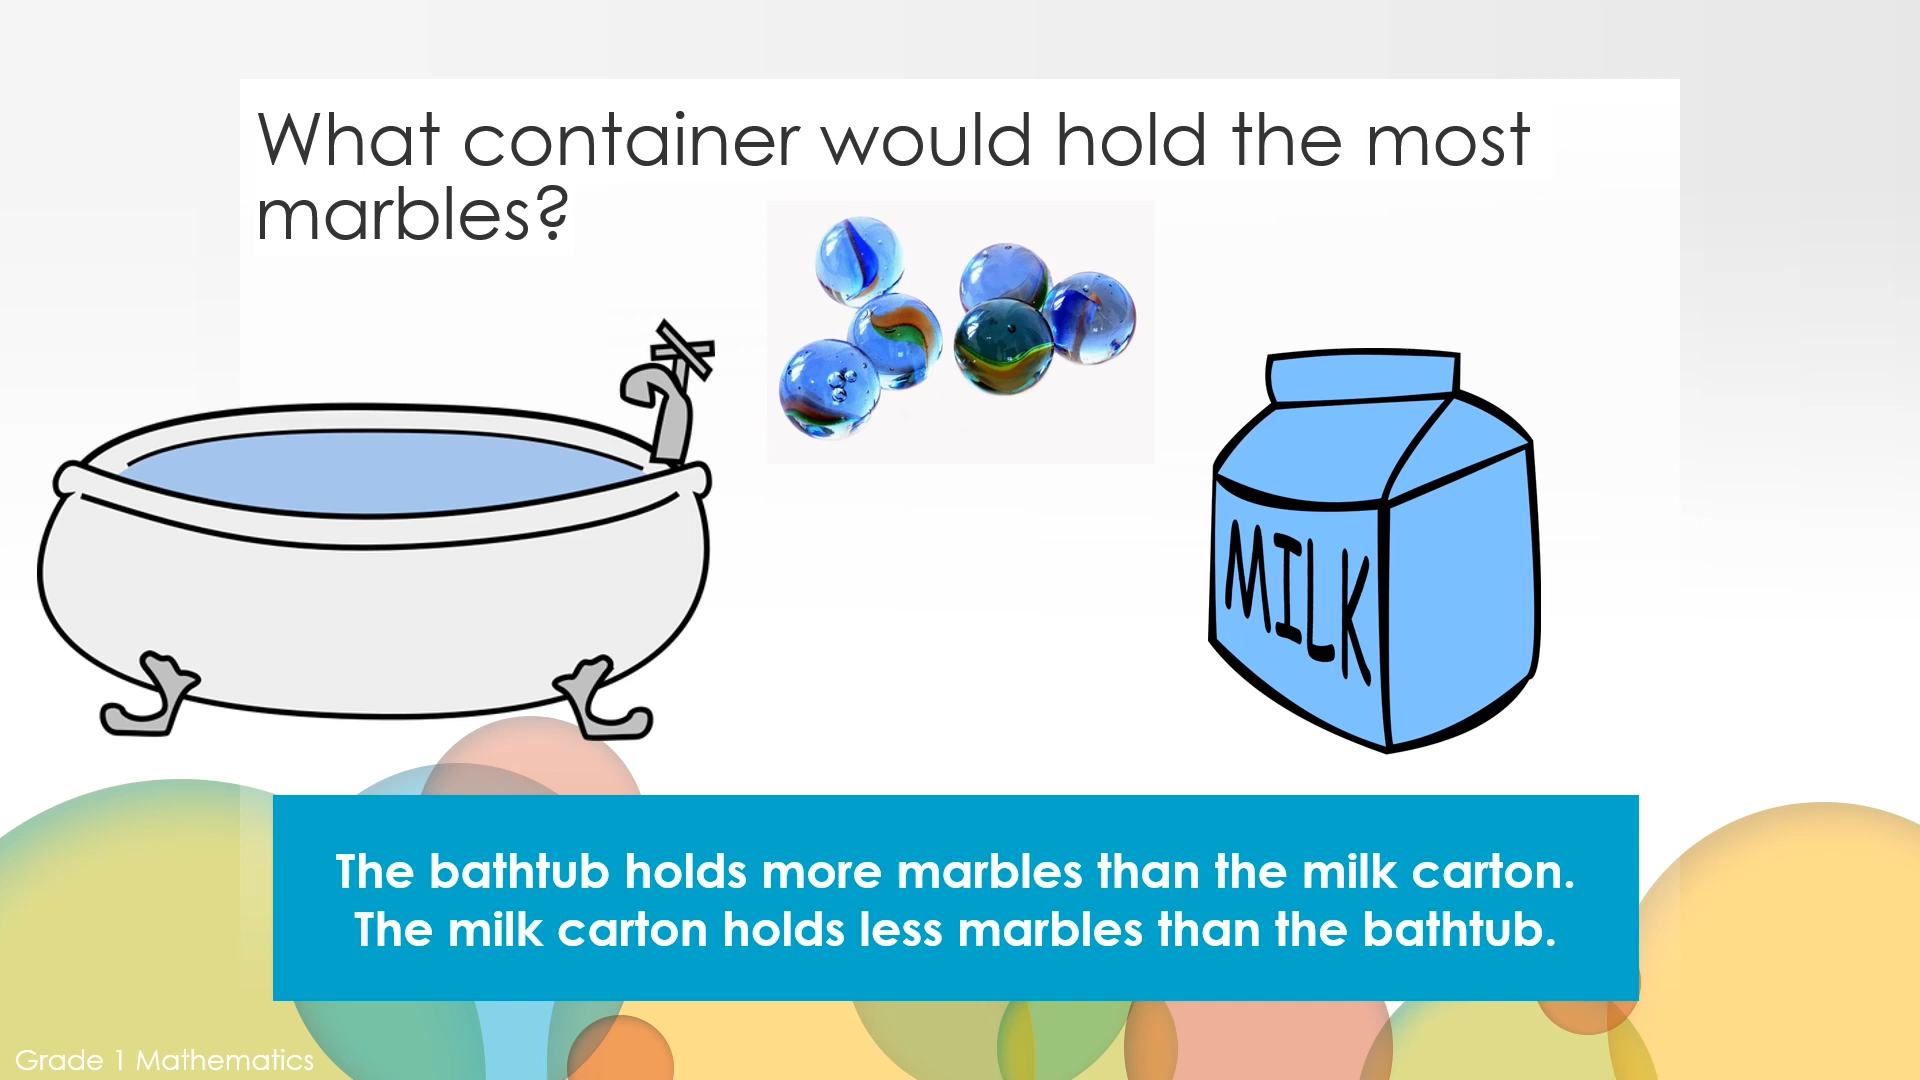 What container would hold the most
marbles?
MILK
The bathtub holds more marbles than the milk carton.
The milk carton holds less marbles than the bathtub.
Grade 1 Mathematics